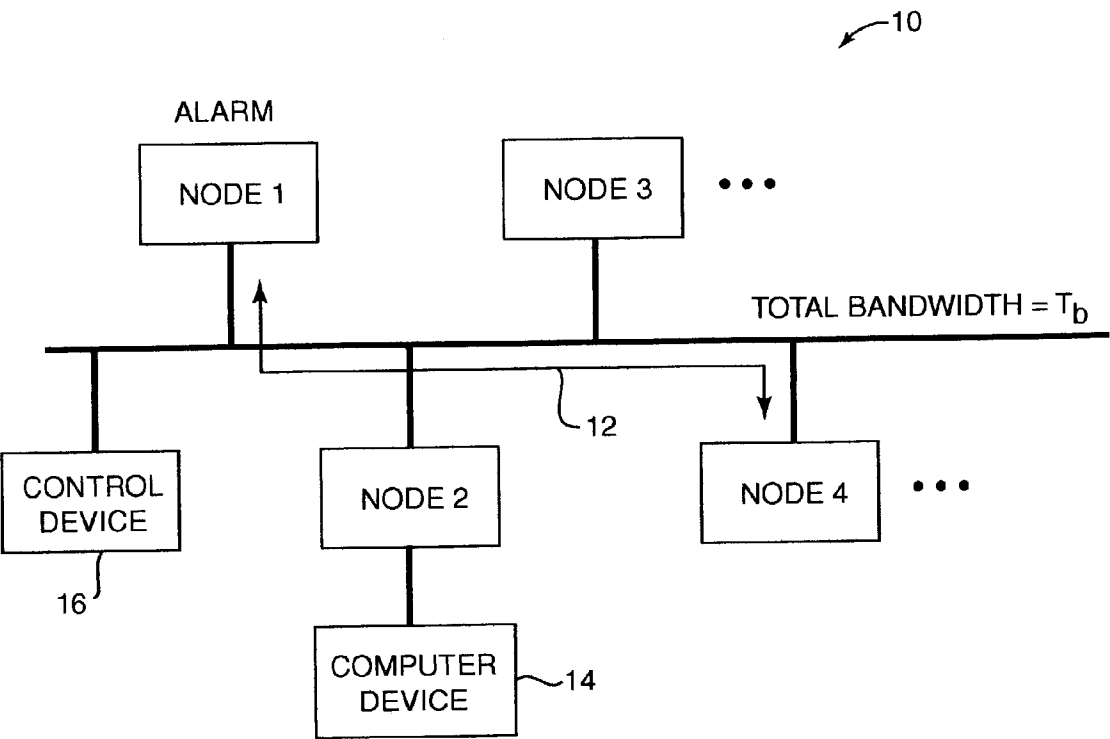 10
ALARM
NODE 1
NODE 3
TOTAL BANDWIDTH = Tb
12
CONTROL
DEVICE
NODE 2
NODE 4
16
COMPUTER
DEVICE
14